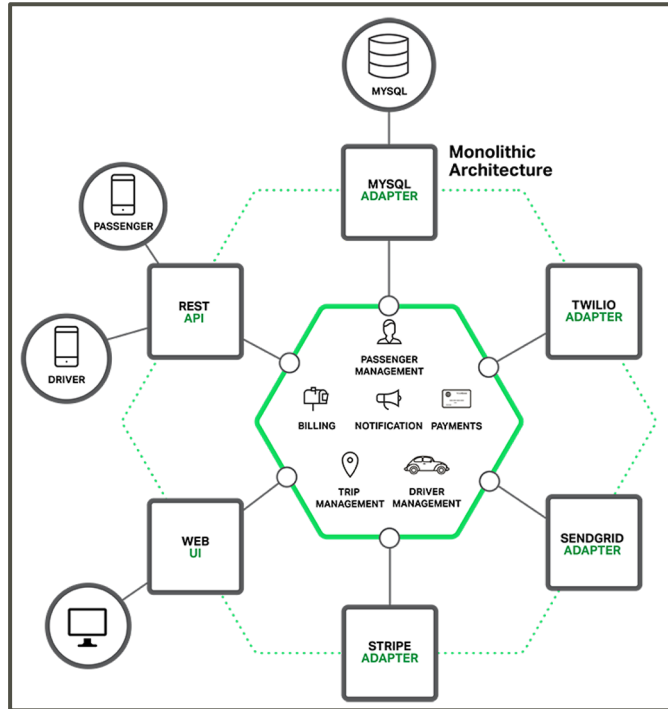 MYSQL
Monolithic
Architecture
MYSQL
ADAPTER
PASSENGER
REST
API
TWILIO
ADAPTER
DRIVER
PASSENGER
MANAGEMENT
BILLING
NOTIFICATION
PAYMENTS
TRIP
MANAGEMENT
DRIVER
MANAGEMENT
WEB
UI
SENDGRID
ADAPTER
STRIPE
ADAPTER